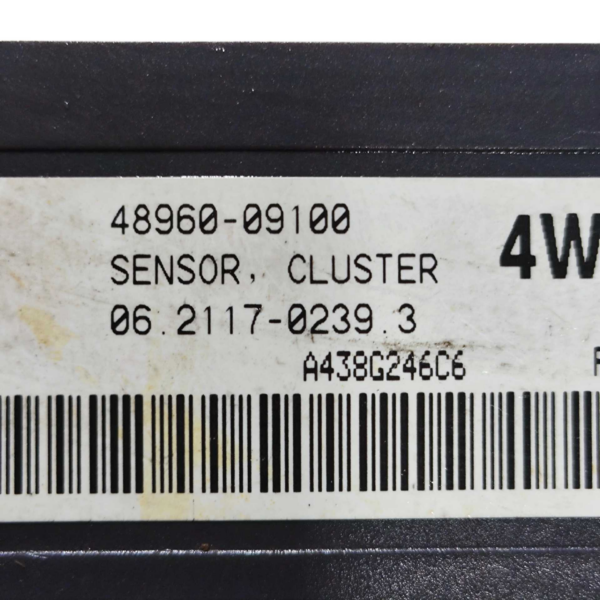 48960-09100
SENSOR, CLUSTER 4W
06.2117-0239.3
A438G246C6